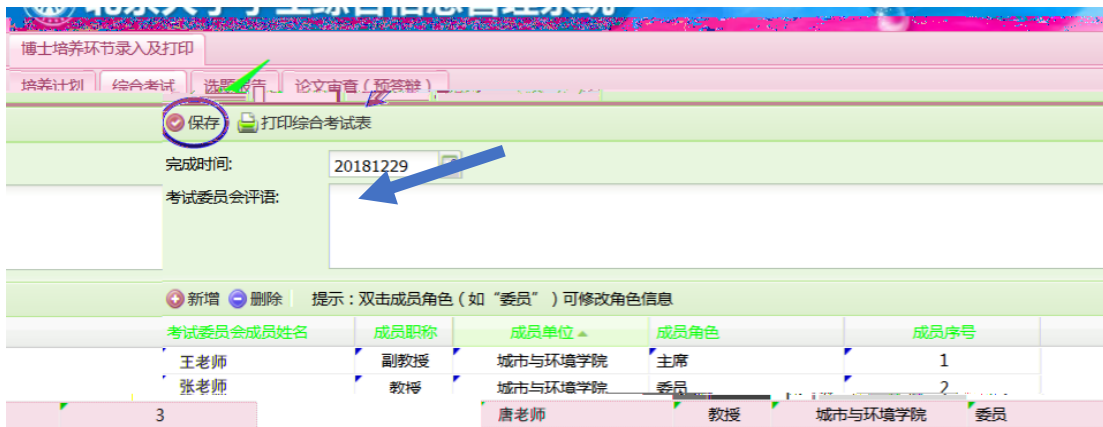 博士培养环节录入及打印
培养计划 综合考试 选题报告 论文审查（预答辩）
保存 打印综合考试表
完成时间: 20181229
考试委员会评语:
新增 删除 提示：双击成员角色（如“委员”）可修改角色信息
考试委员会成员姓名 成员职称 成员单位 成员角色 成员序号
王老师 副教授 城市与环境学院 主席 1
张老师 教授 城市与环境学院 委员 2
3 唐老师 教授 城市与环境学院 委员